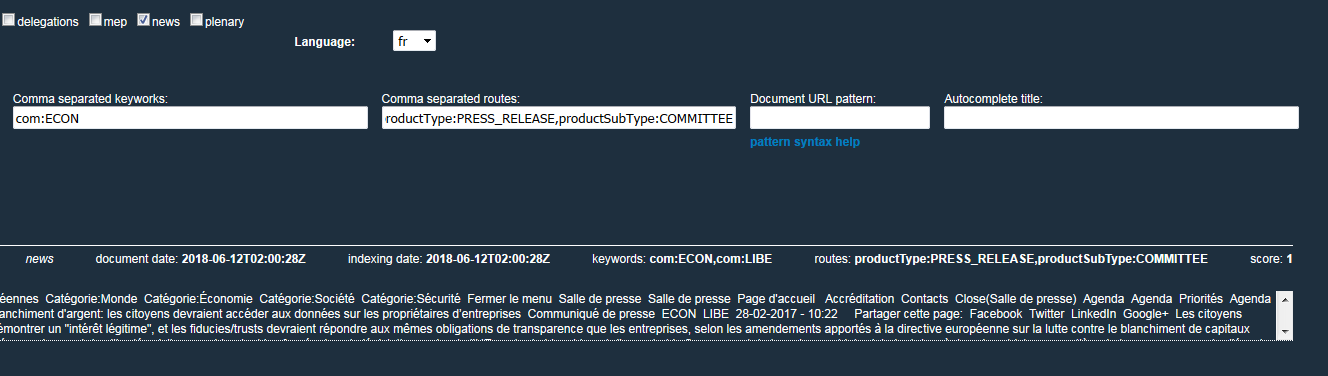 delegations mep news plenary
Language: fr
Comma separated keyworks: Comma separated routes: Document URL pattern: Autocomplete title:
com:ECON roductType:PRESS_RELEASE,productSubType:COMMITTEE
pattern syntax help
news document date: 2018-06-12T02:00:28Z indexing date: 2018-06-12T02:00:28Z keywords: com:ECON,com:LIBE routes: productType:PRESS_RELEASE,productSubType:COMMITTEE score: 1
éennes Catégorie:Monde Catégorie:Économie Catégorie:Société Catégorie:Sécurité Fermer le menu Salle de presse Salle de presse Page d'accueil Accréditation Contacts Close(Salle de presse) Agenda Agenda Priorités Agenda
anchiment d'argent: les citoyens devraient accéder aux données sur les propriétaires d'entreprises Communiqué de presse ECON LIBE 28-02-2017 - 10:22 Partager cette page: Facebook Twitter LinkedIn Google+ Les citoyens
émontrer un "intérêt légitime", et les fiducies/trusts devraient répondre aux mêmes obligations de transparence que les entreprises, selon les amendements apportés à la directive européenne sur la lutte contre le blanchiment de capitaux